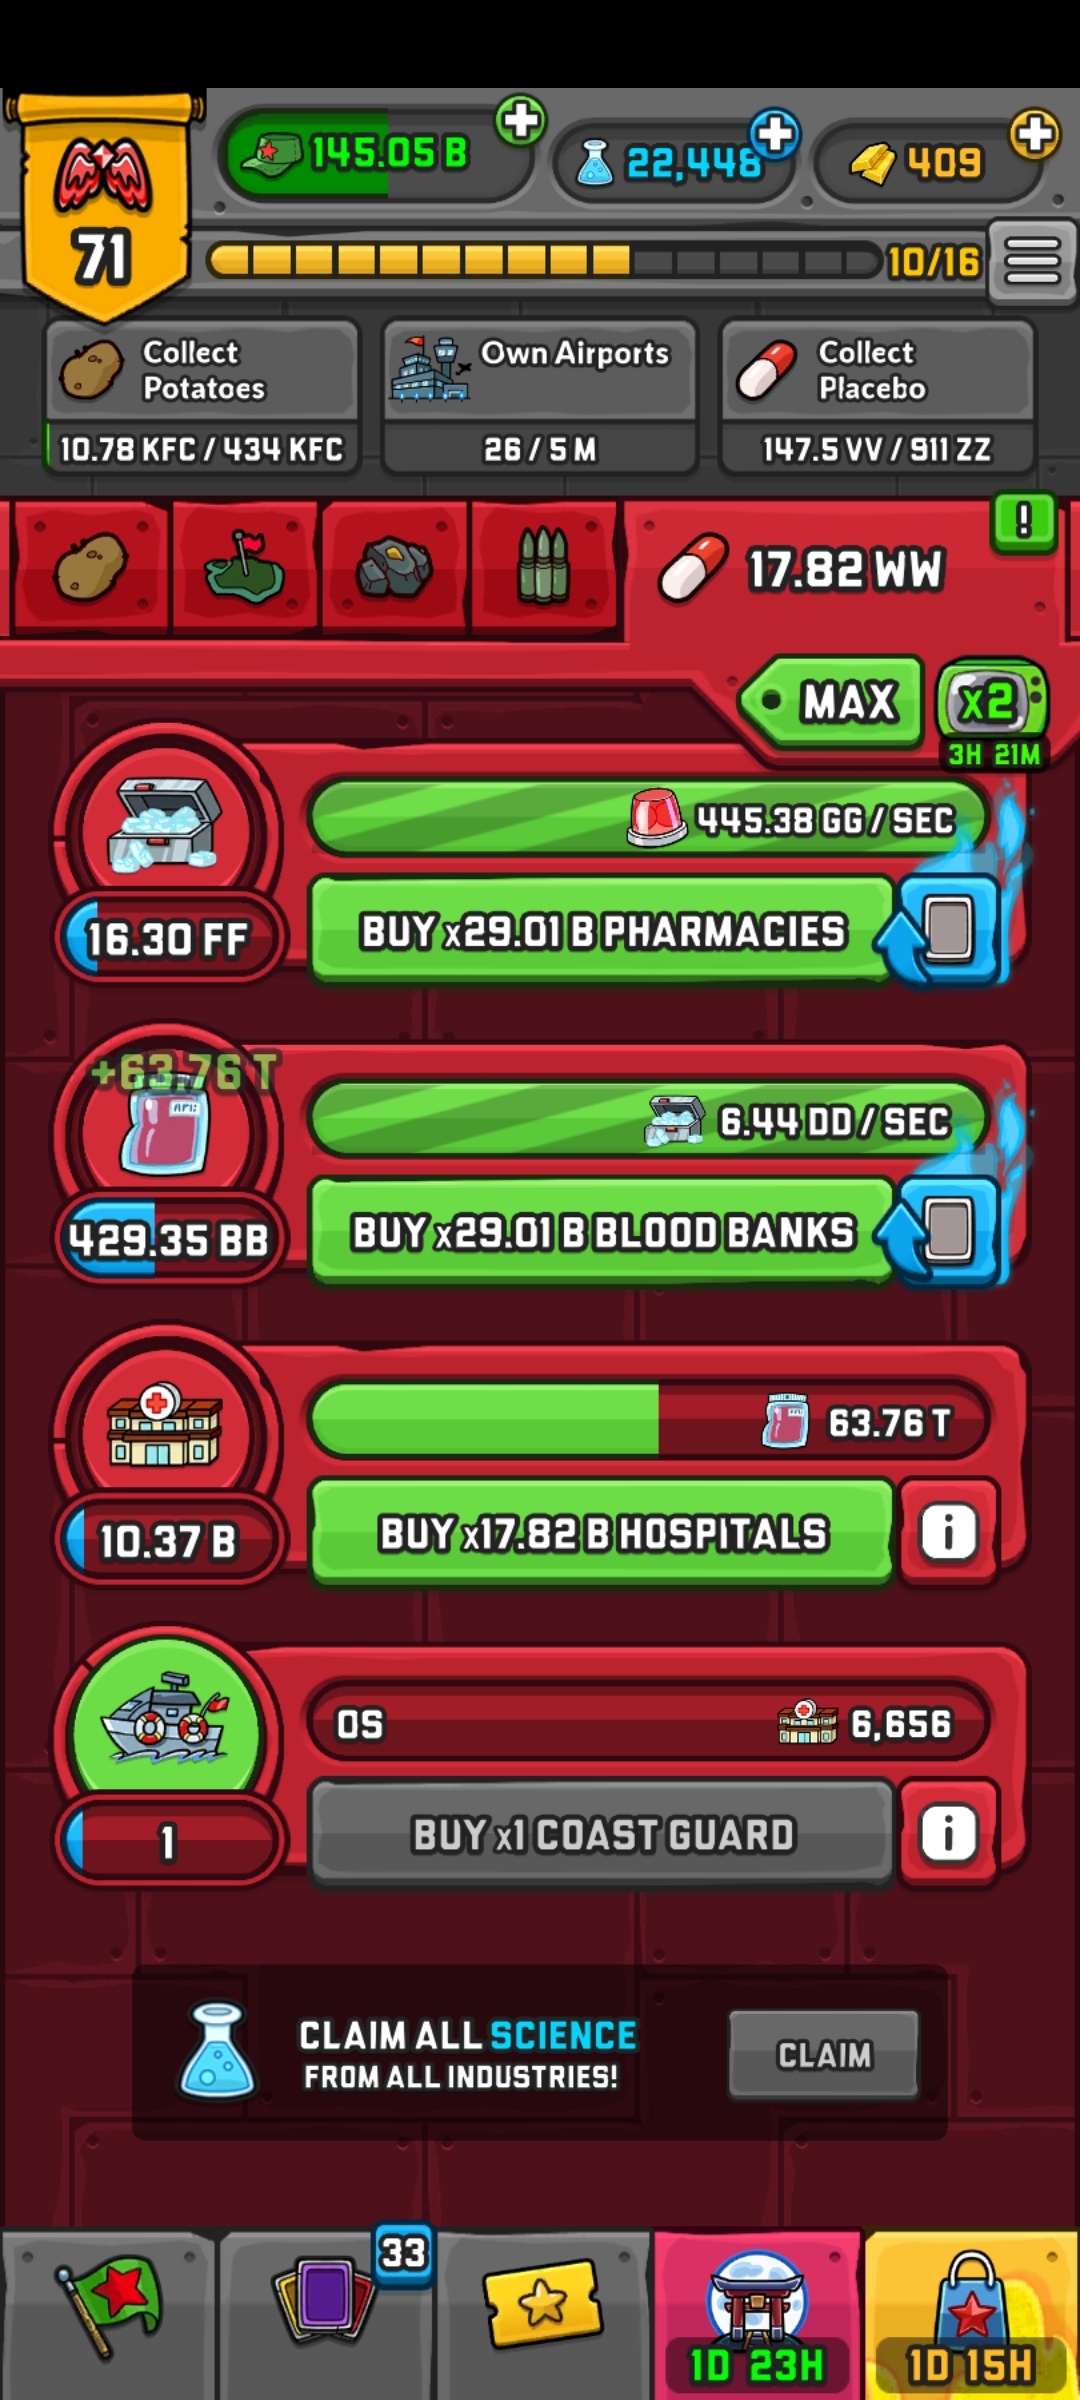 145.05 B
22,448
409
71
10/16
Collect
Potatoes
10.78 KFC / 434 KFC
Own Airports
26 / 5 M
Collect
Placebo
147.5 VV / 911 ZZ
!
17.82 WW
MAX
x2
3H 21M
445.38 GG / SEC
16.30 FF
BUY x29.01 B PHARMACIES
+63.76 T
6.44 DD / SEC
429.35 BB
BUY x29.01 B BLOOD BANKS
63.76 T
10.37 B
BUY x17.82 B HOSPITALS
i
0S
6,656
1
BUY x1 COAST GUARD
i
CLAIM ALL SCIENCE
FROM ALL INDUSTRIES!
CLAIM
33
1D 23H
1D 15H